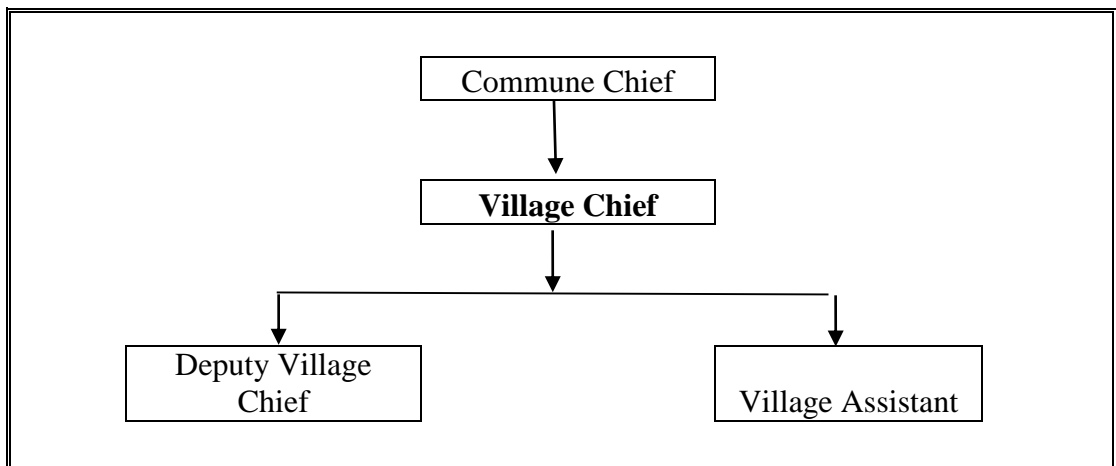 Commune Chief
Village Chief
Deputy Village
Chief
Village Assistant